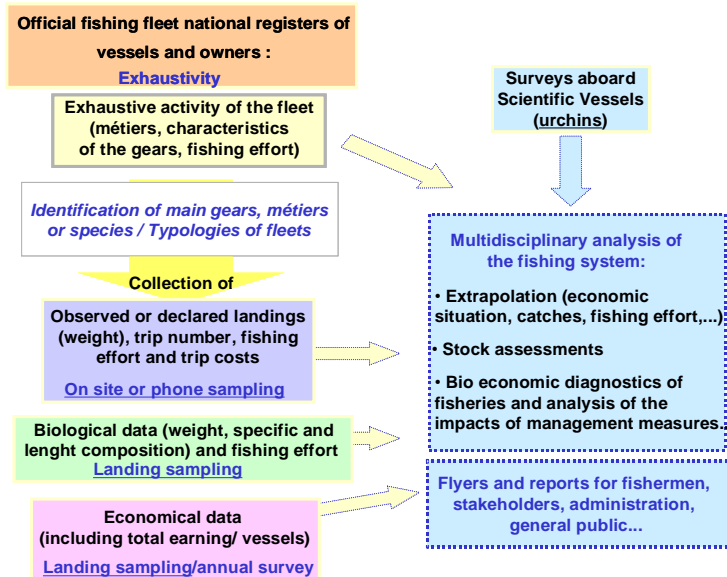 Official fishing fleet national registers of
vessels and owners :
Exhaustivity
Exhaustive activity of the fleet
(métiers, characteristics
of the gears, fishing effort)
Identification of main gears, métiers
or species / Typologies of fleets
Collection of
Observed or declared landings
(weight), trip number, fishing
effort and trip costs
On site or phone sampling
Biological data (weight, specific and
lenght composition) and fishing effort
Landing sampling
Economical data
(including total earning/ vessels)
Landing sampling/annual survey
Surveys aboard
Scientific Vessels
(urchins)
Multidisciplinary analysis of
the fishing system:
• Extrapolation (economic
situation, catches, fishing effort,...)
• Stock assessments
• Bio economic diagnostics of
fisheries and analysis of the
impacts of management measures..
Flyers and reports for fishermen,
stakeholders, administration,
general public...